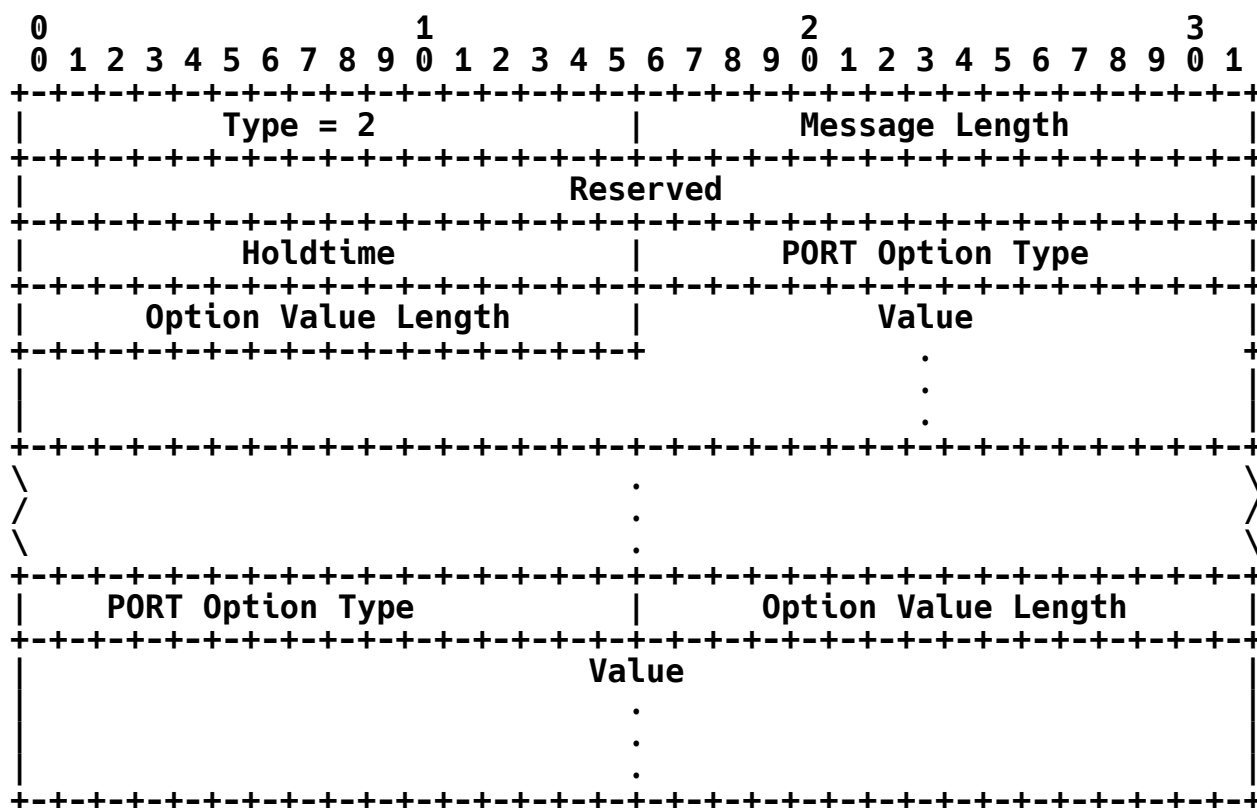 0                   1                   2                   3
 0 1 2 3 4 5 6 7 8 9 0 1 2 3 4 5 6 7 8 9 0 1 2 3 4 5 6 7 8 9 0 1
+-+-+-+-+-+-+-+-+-+-+-+-+-+-+-+-+-+-+-+-+-+-+-+-+-+-+-+-+-+-+-+-+
|          Type = 2             |        Message Length         |
+-+-+-+-+-+-+-+-+-+-+-+-+-+-+-+-+-+-+-+-+-+-+-+-+-+-+-+-+-+-+-+-+
|                            Reserved                           |
+-+-+-+-+-+-+-+-+-+-+-+-+-+-+-+-+-+-+-+-+-+-+-+-+-+-+-+-+-+-+-+-+
|           Holdtime            |       PORT Option Type        |
+-+-+-+-+-+-+-+-+-+-+-+-+-+-+-+-+-+-+-+-+-+-+-+-+-+-+-+-+-+-+-+-+
|      Option Value Length      |            Value              |
+-+-+-+-+-+-+-+-+-+-+-+-+-+-+-+-+              .                +
|                                              .                |
|                                              .                |
+-+-+-+-+-+-+-+-+-+-+-+-+-+-+-+-+-+-+-+-+-+-+-+-+-+-+-+-+-+-+-+-+
\                               .                               \
/                               .                               /
\                               .                               \
+-+-+-+-+-+-+-+-+-+-+-+-+-+-+-+-+-+-+-+-+-+-+-+-+-+-+-+-+-+-+-+-+
|    PORT Option Type           |      Option Value Length      |
+-+-+-+-+-+-+-+-+-+-+-+-+-+-+-+-+-+-+-+-+-+-+-+-+-+-+-+-+-+-+-+-+
|                             Value                             |
|                               .                               |
|                               .                               |
|                               .                               |
+-+-+-+-+-+-+-+-+-+-+-+-+-+-+-+-+-+-+-+-+-+-+-+-+-+-+-+-+-+-+-+-+